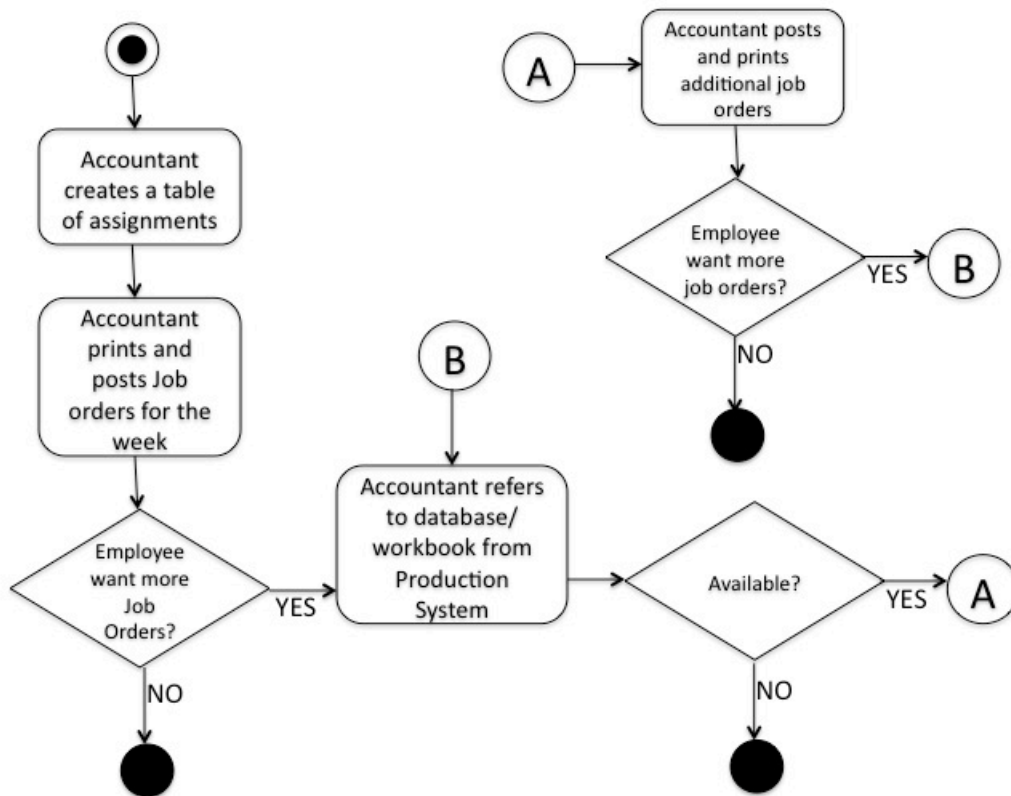 Accountant
creates a table
of assignments
Accountant
prints and
posts Job
orders for the
week
Employee
want more
Job
Orders?
YES
NO
B
Accountant refers
to database/
workbook from
Production
System
Available?
YES
A
NO
A
Accountant posts
and prints
additional job
orders
Employee
want more
job orders?
YES
B
NO